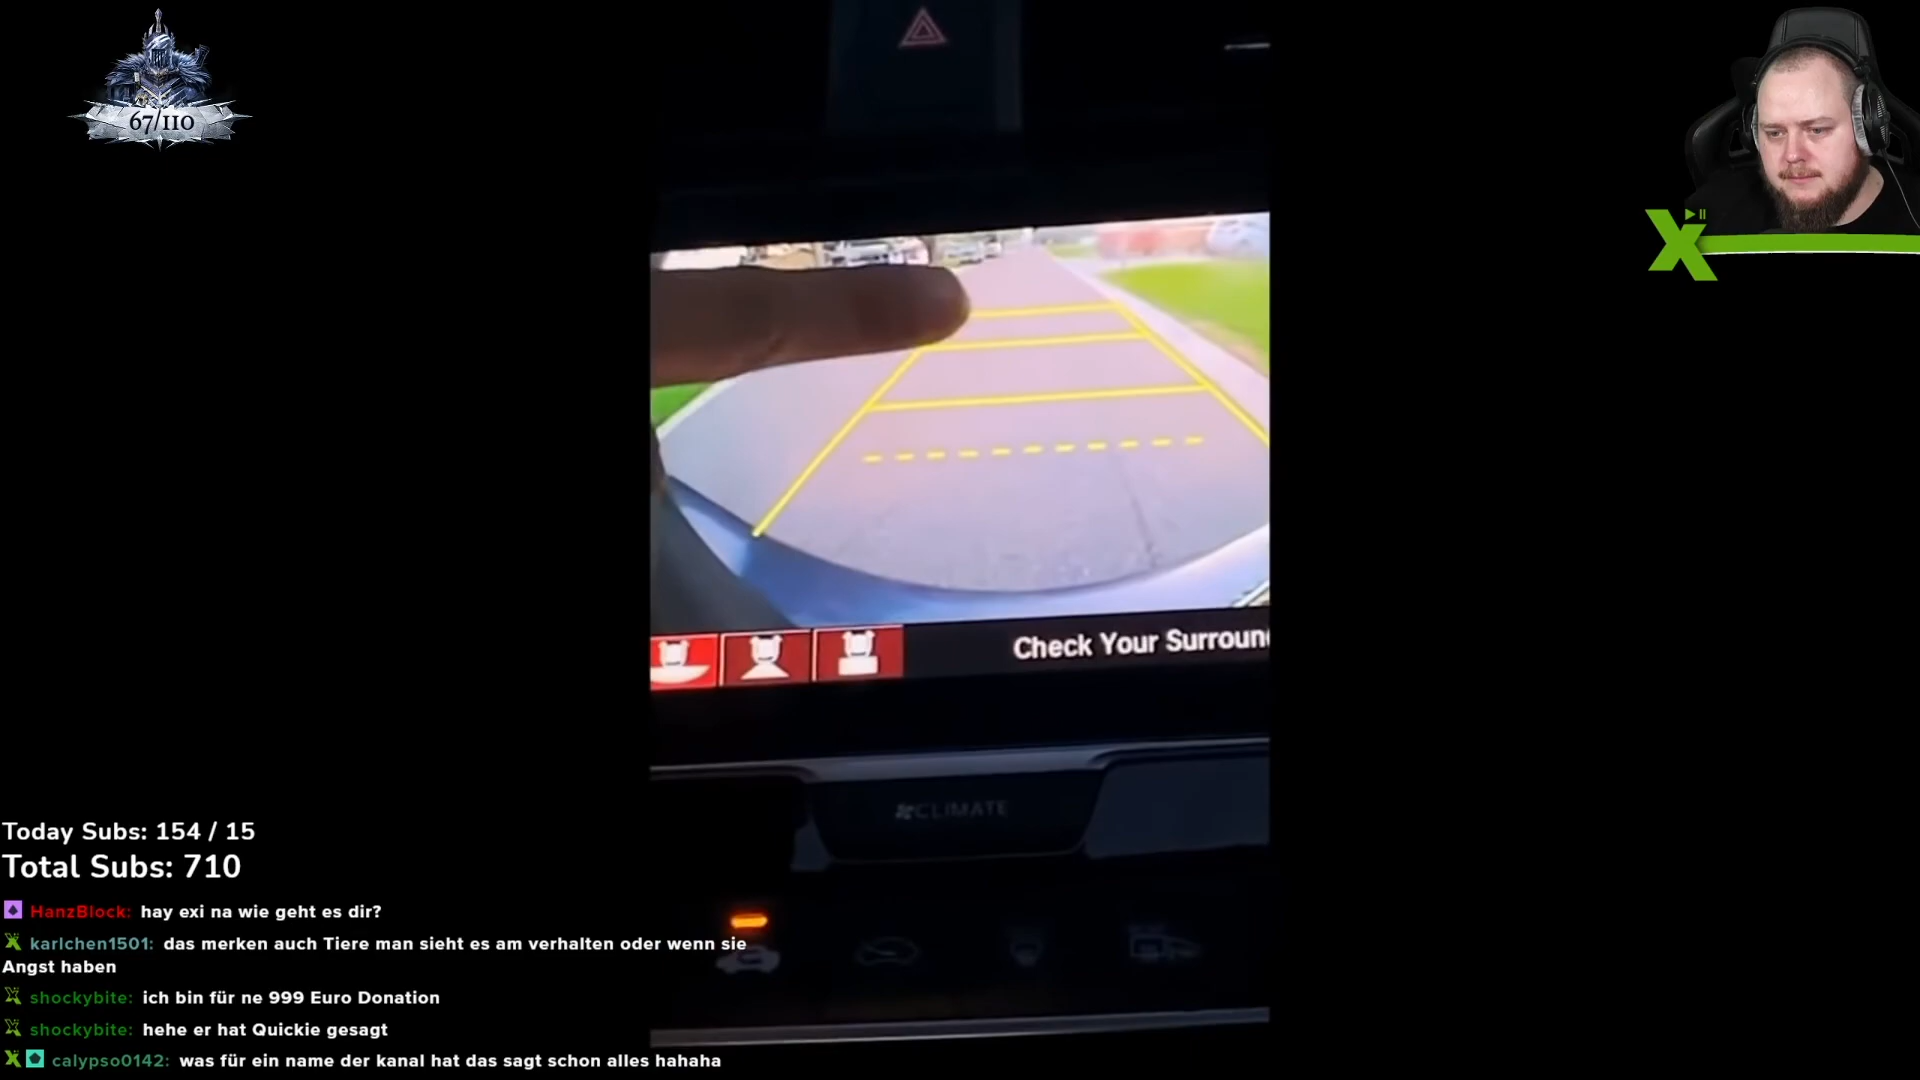 67/110
Check Your Surroun
CLIMATE
Today Subs: 154 / 15
Total Subs: 710
HanzBlock: hay exi na wie geht es dir?
karlchen1501: das merken auch Tiere man sieht es am verhalten oder wenn sie
Angst haben
shockybite: ich bin für ne 999 Euro Donation
shockybite: hehe er hat Quickie gesagt
calypso0142: was für ein name der kanal hat das sagt schon alles hahaha